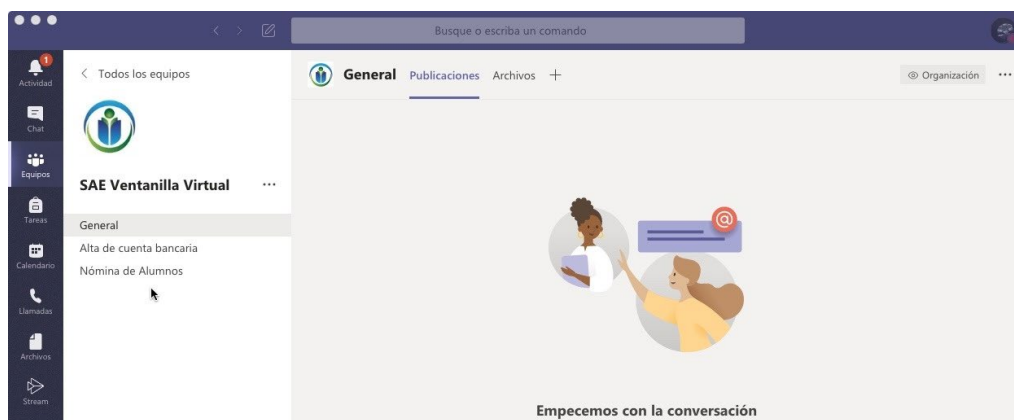 Busque o escriba un comando
1
Actividad
Chat
Equipos
Tareas
Calendario
Llamadas
Archivos
Stream
Todos los equipos
SAE Ventanilla Virtual ...
General
Alta de cuenta bancaria
Nómina de Alumnos
General Publicaciones Archivos +
Organización ...
@
Empecemos con la conversación